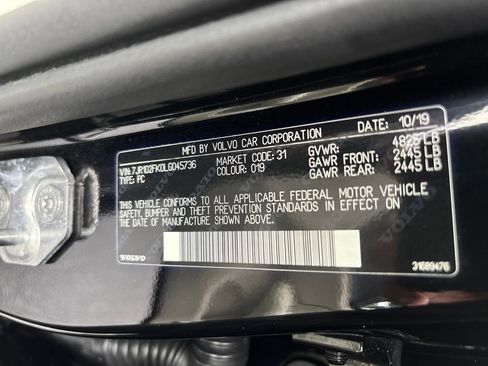 MFD BY VOLVO CAR CORPORATION DATE: 10/19
VIN: 7JR102FK0LG045736 MARKET CODE: 31 GVWR: 4825 LB
TYPE: PC COLOUR: 019 GAWR FRONT: 2445 LB
GAWR REAR: 2445 LB
THIS VEHICLE CONFORMS TO ALL APPLICABLE FEDERAL MOTOR VEHICLE
SAFETY, BUMPER AND THEFT PREVENTION STANDARDS IN EFFECT ON
THE DATE OF MANUFACTURE SHOWN ABOVE.
VOLVO 31689476